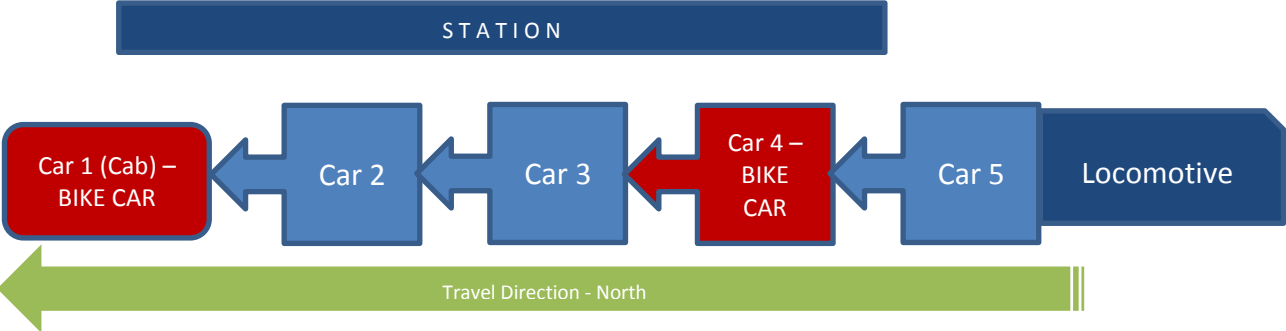 S T A T I O N
Car 1 (Cab) –
BIKE CAR
Car 2
Car 3
Car 4 –
BIKE
CAR
Car 5
Locomotive
Travel Direction - North